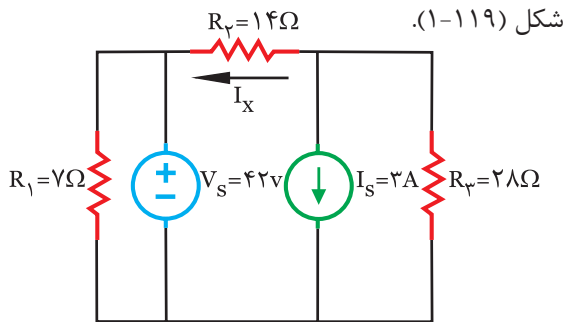 شکل (۱۱۹-۱).
R۲=۱۴Ω
Ix
R۱=۷Ω
Vs=۴۲v
Is=۳A
R۳=۲۸Ω